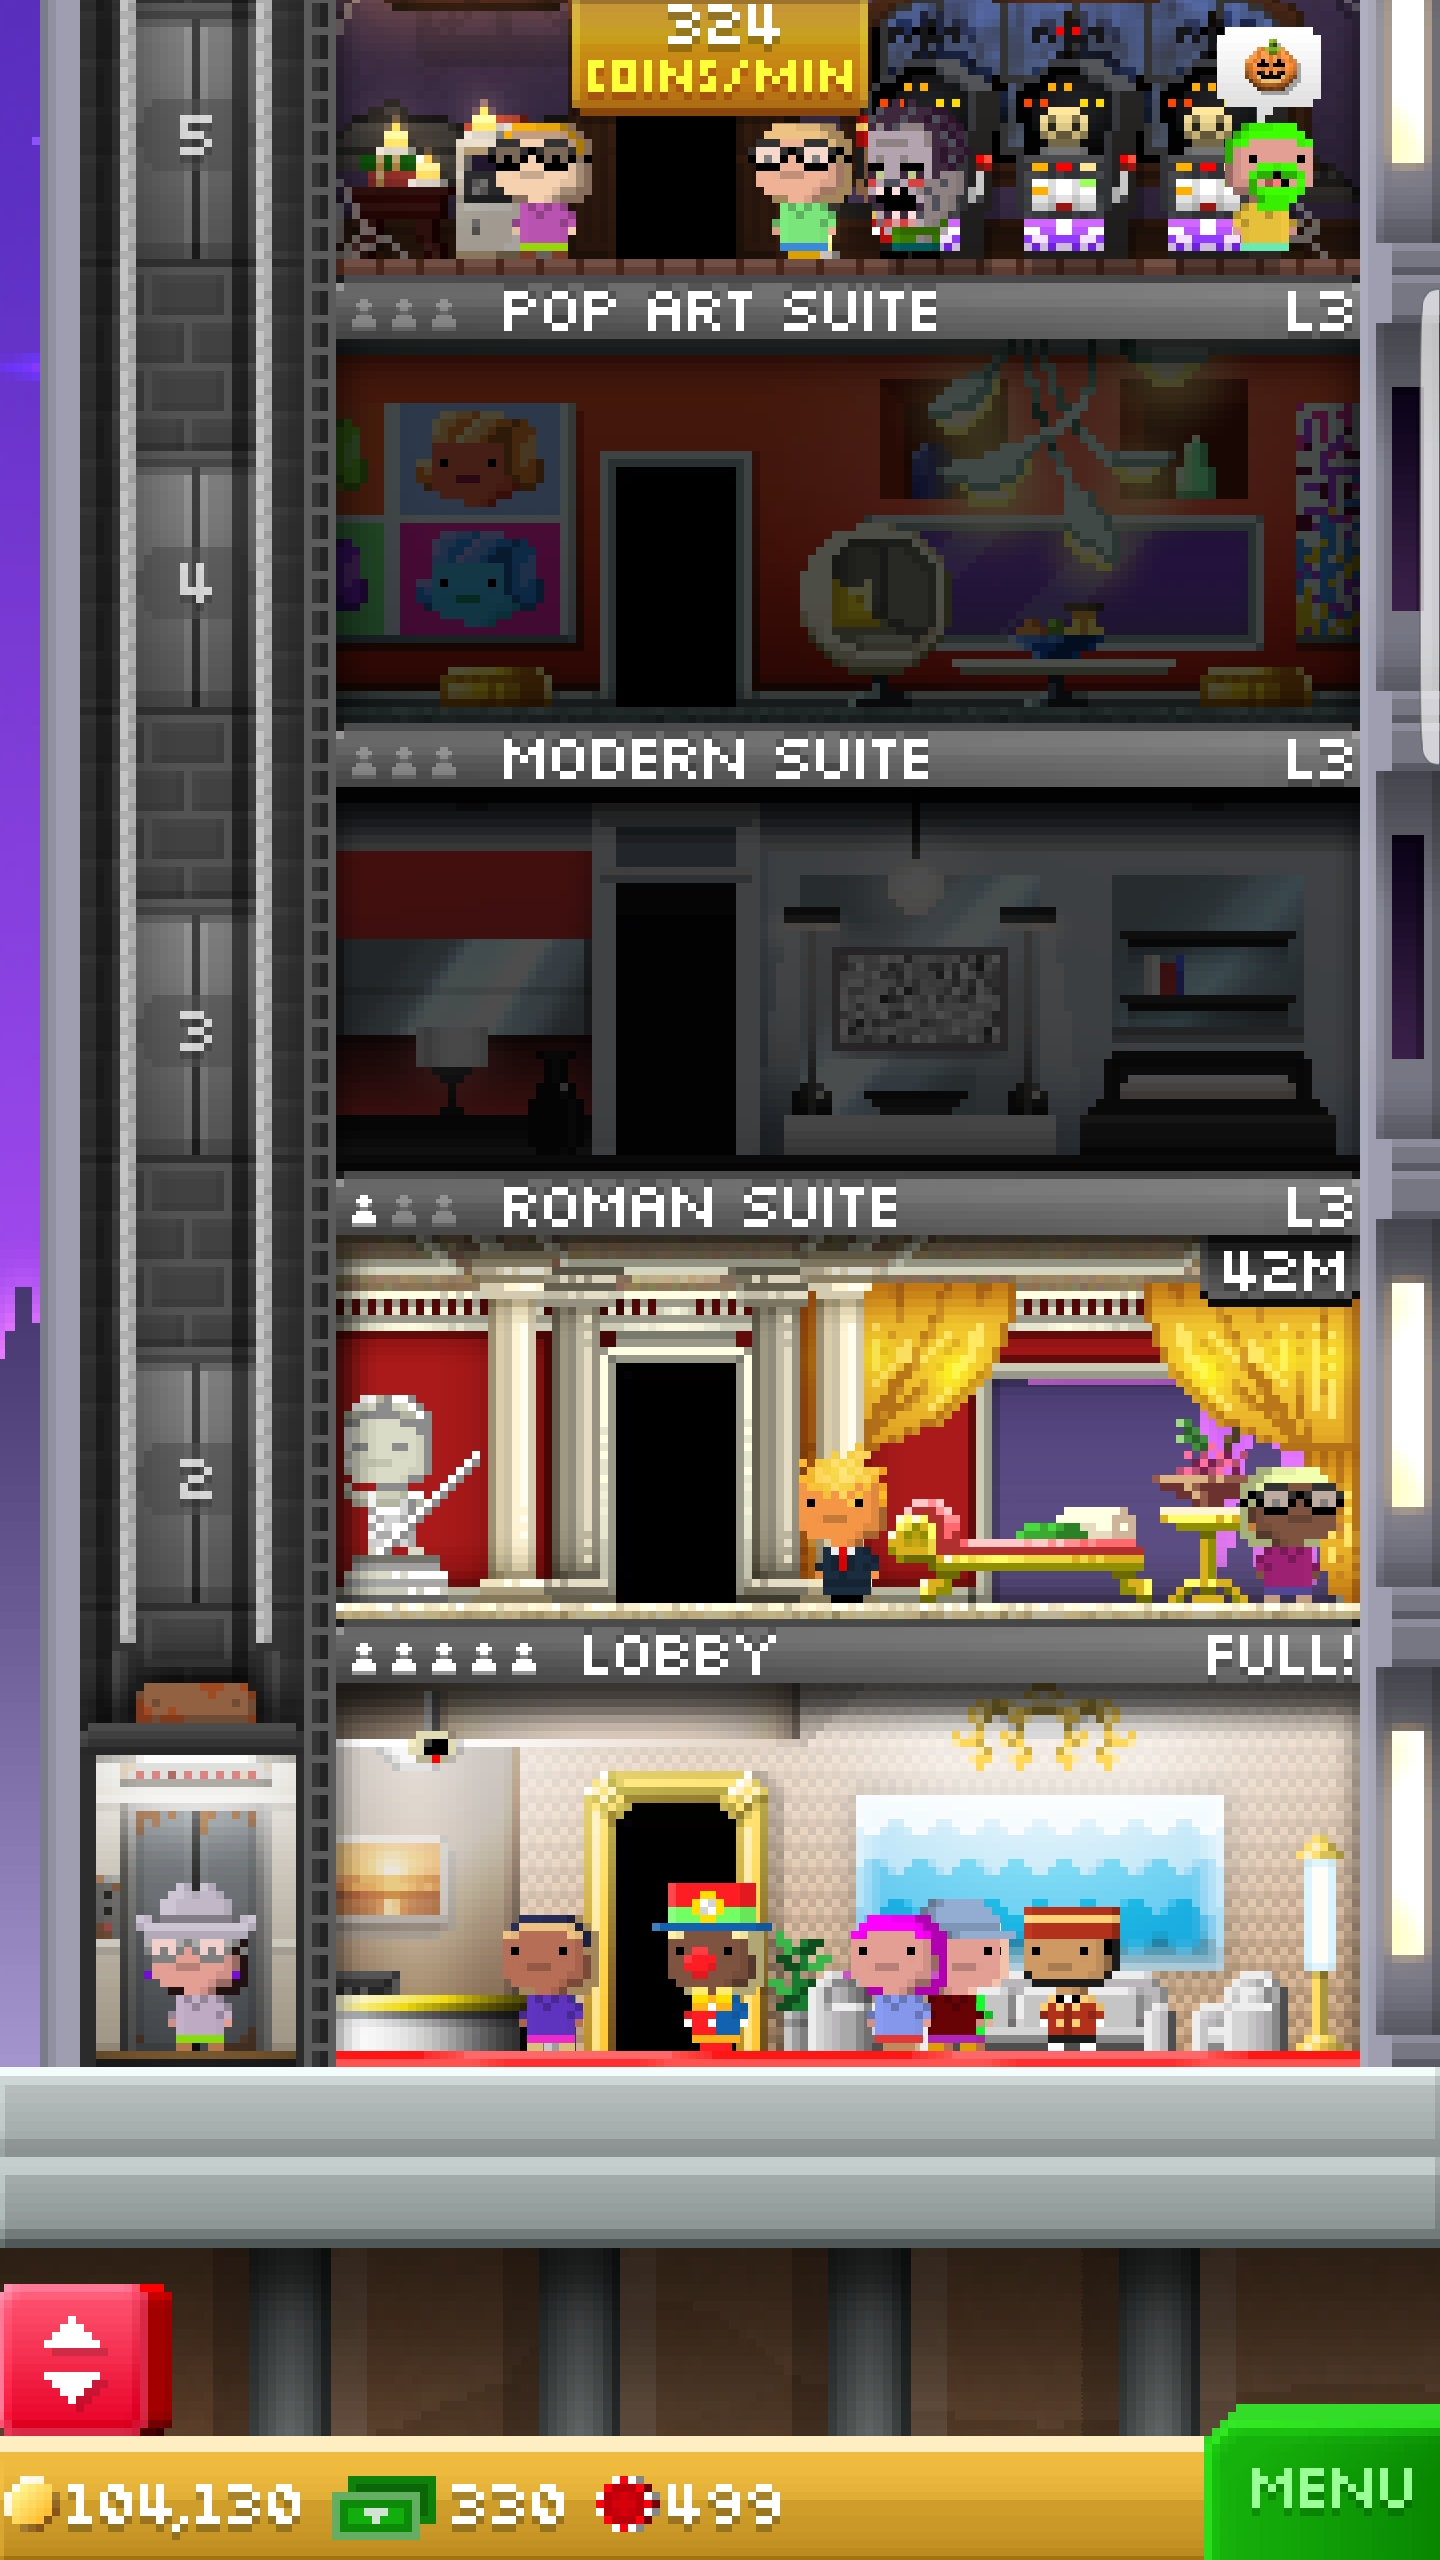 324
COINS/MIN
5
POP ART SUITE L3
4
MODERN SUITE L3
3
ROMAN SUITE L3
42M
2
LOBBY FULL!
104,130 330 499
MENU